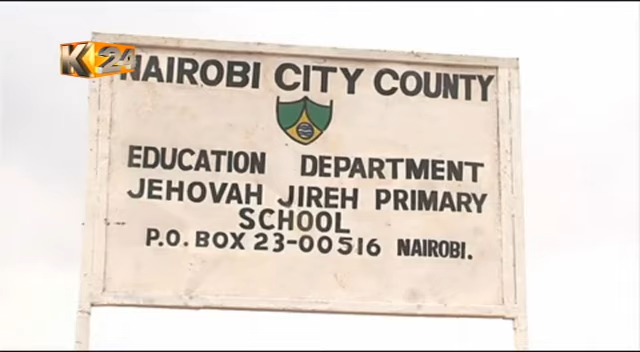 K24
NAIROBI CITY COUNTY
EDUCATION DEPARTMENT
JEHOVAH JIREH PRIMARY
SCHOOL
P.O. BOX 23-00516 NAIROBI.